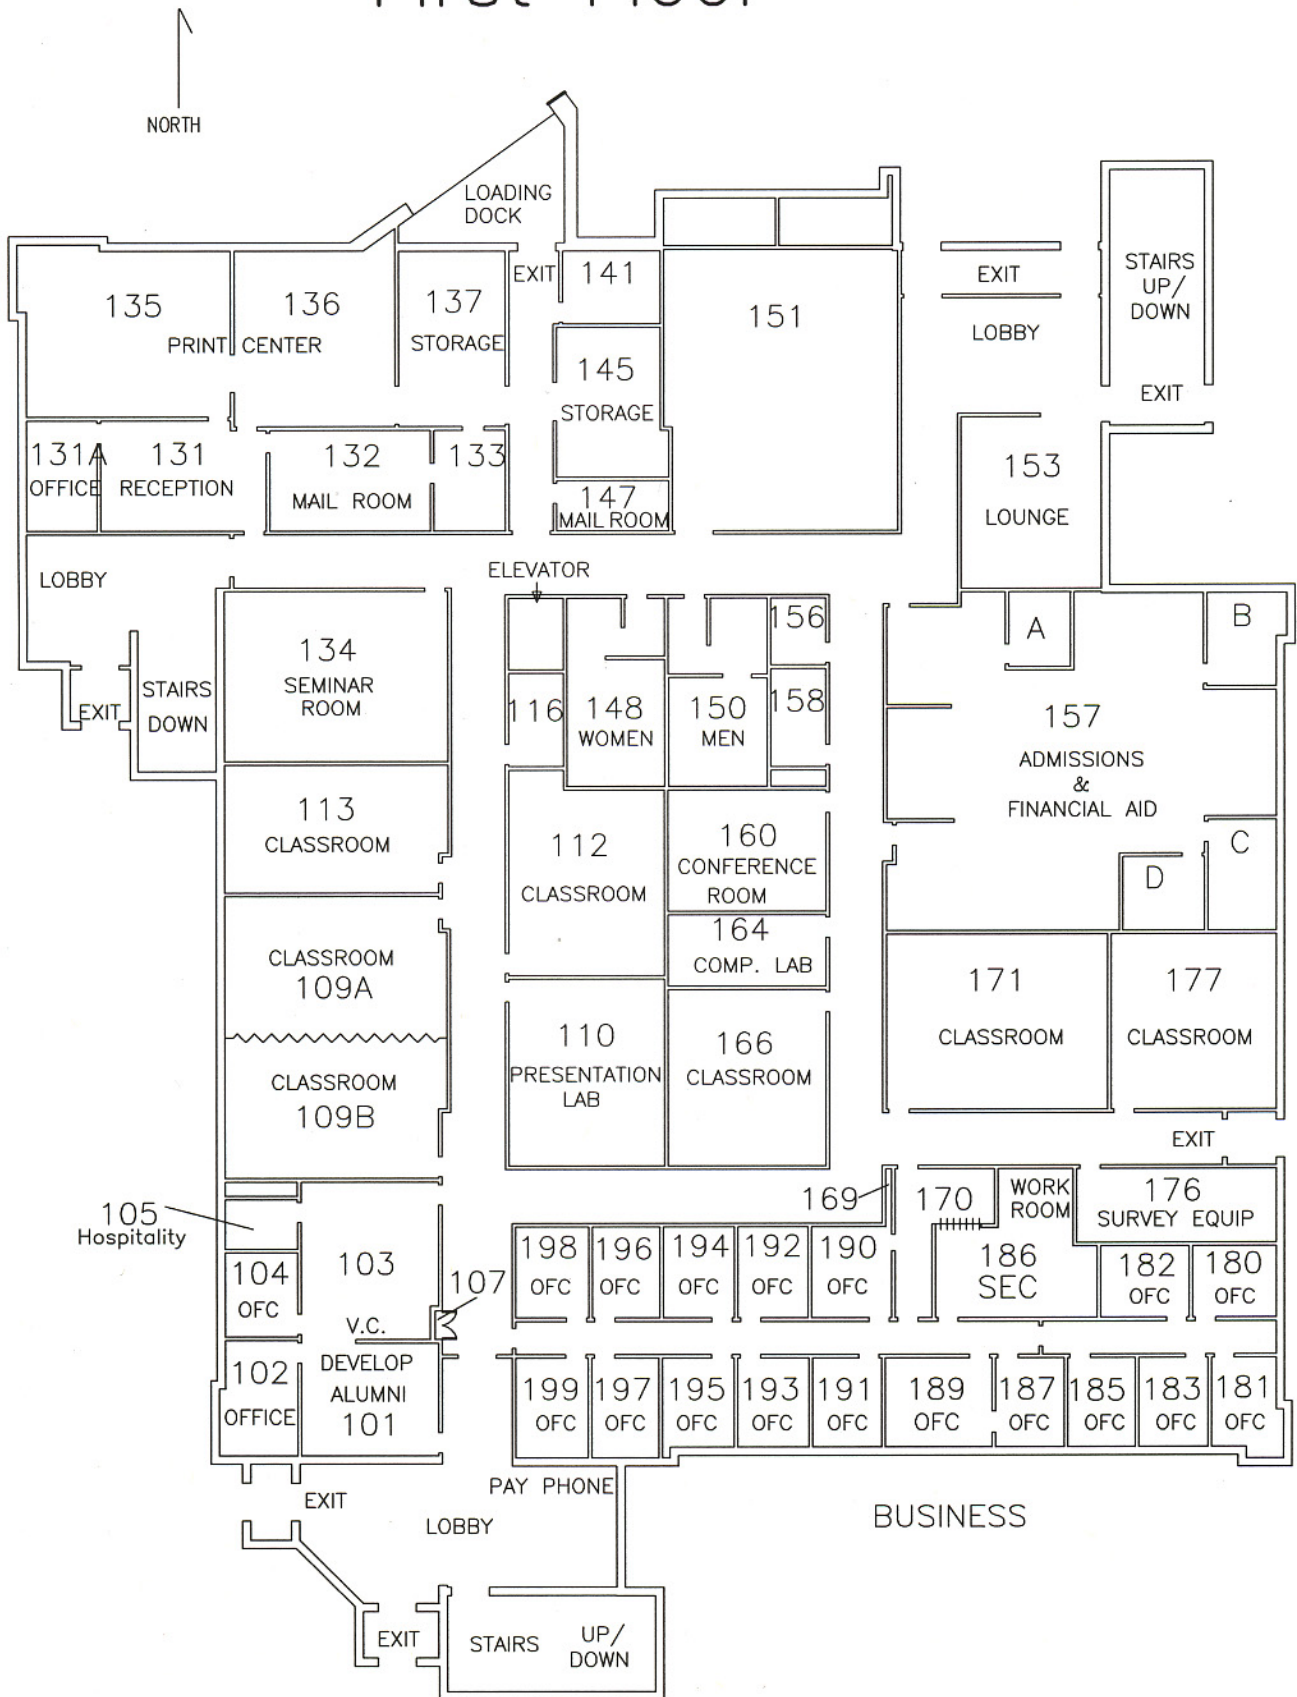 First Floor
NORTH
LOADING
DOCK
135
136
PRINT CENTER
137
STORAGE
EXIT
141
145
STORAGE
151
EXIT
LOBBY
STAIRS
UP/
DOWN
EXIT
131A
OFFICE
131
RECEPTION
132
MAIL ROOM
133
147
MAIL ROOM
153
LOUNGE
LOBBY
ELEVATOR
EXIT
STAIRS
DOWN
134
SEMINAR
ROOM
116
148
WOMEN
150
MEN
156
158
A
B
157
ADMISSIONS
&
FINANCIAL AID
C
D
113
CLASSROOM
112
CLASSROOM
160
CONFERENCE
ROOM
164
COMP. LAB
CLASSROOM
109A
CLASSROOM
109B
110
PRESENTATION
LAB
166
CLASSROOM
171
CLASSROOM
177
CLASSROOM
EXIT
105
Hospitality
104
OFC
103
V.C.
107
102
OFFICE
DEVELOP
ALUMNI
101
169
170
WORK
ROOM
176
SURVEY EQUIP
198
OFC
196
OFC
194
OFC
192
OFC
190
OFC
186
SEC
182
OFC
180
OFC
199
OFC
197
OFC
195
OFC
193
OFC
191
OFC
189
OFC
187
OFC
185
OFC
183
OFC
181
OFC
PAY PHONE
EXIT
LOBBY
BUSINESS
EXIT
STAIRS
UP/
DOWN